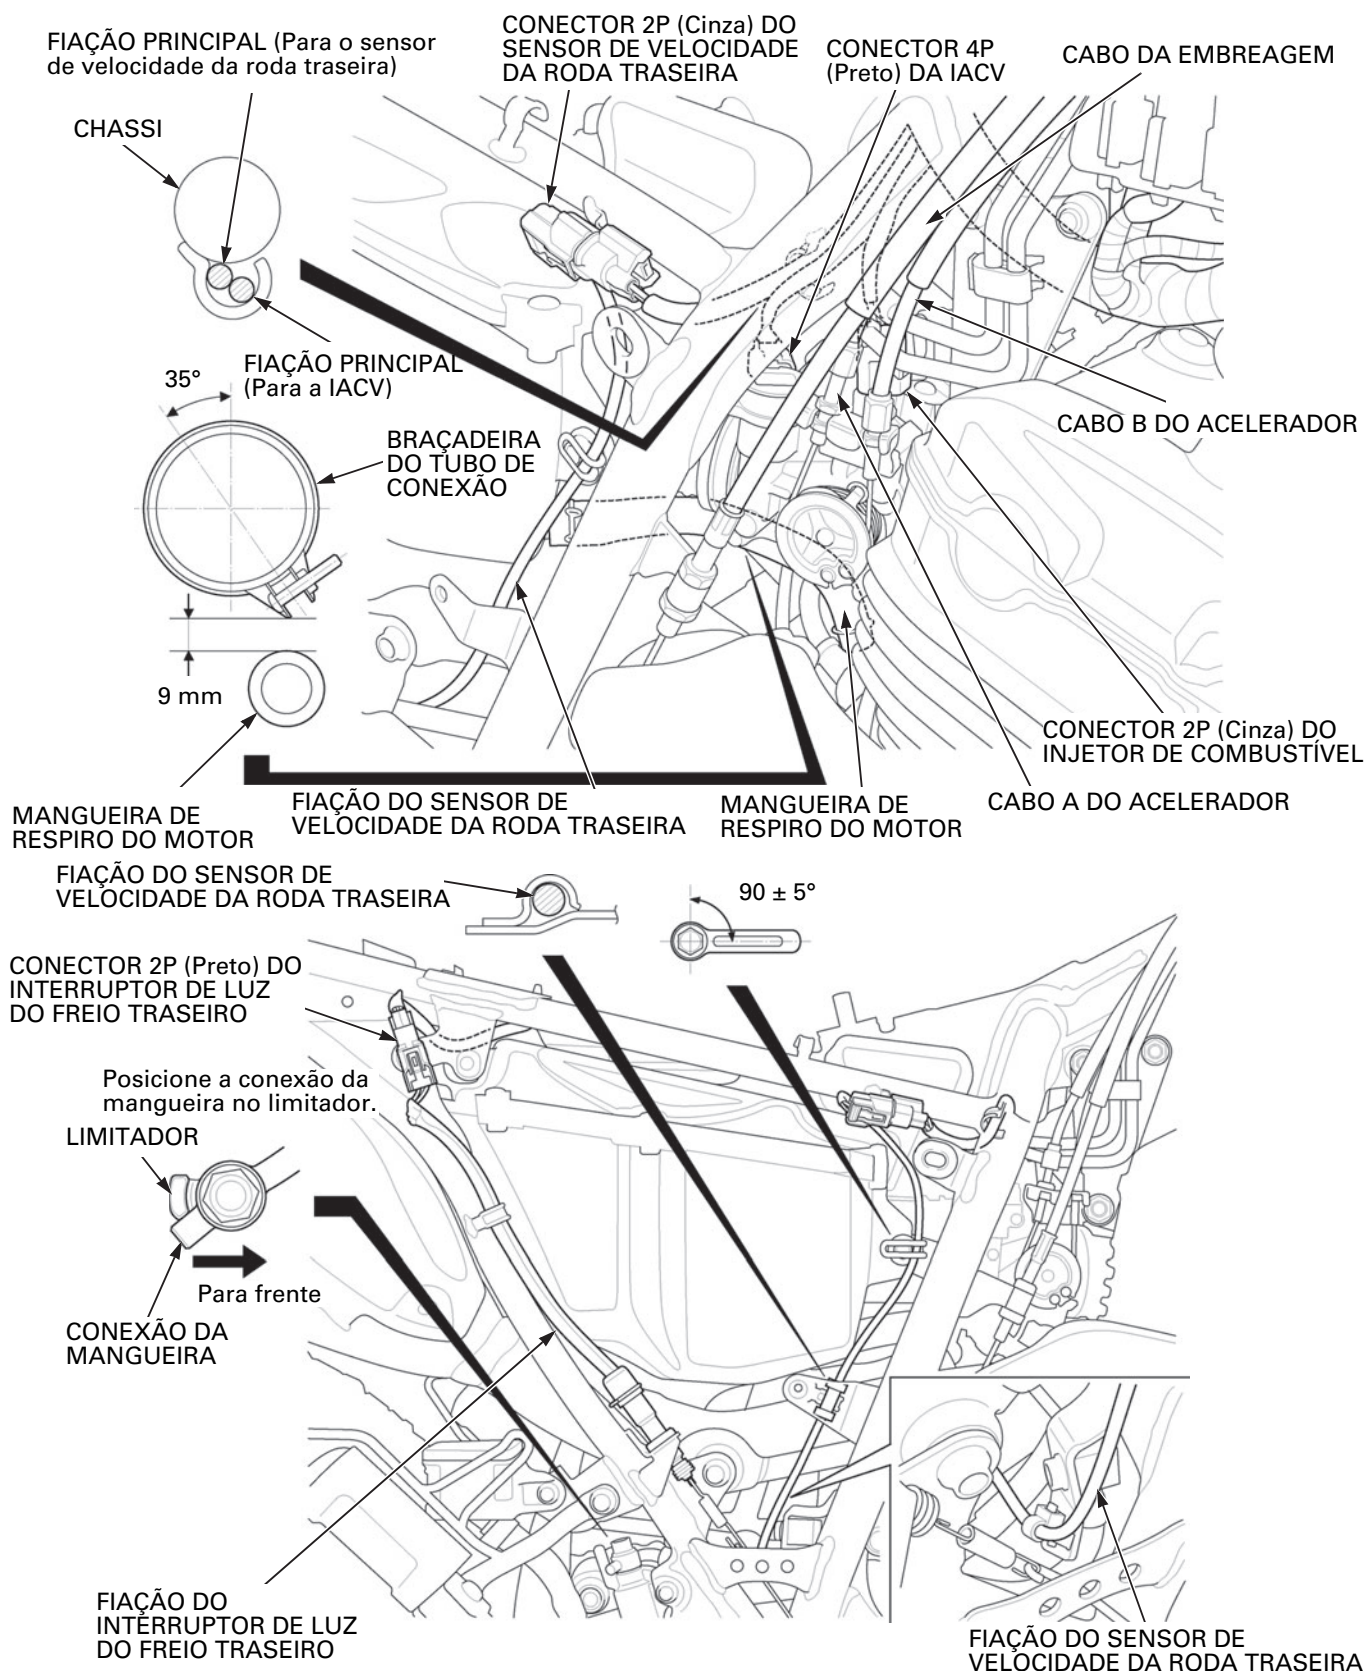 FIAÇÃO PRINCIPAL (Para o sensor
de velocidade da roda traseira)
CONECTOR 2P (Cinza) DO
SENSOR DE VELOCIDADE
DA RODA TRASEIRA
CONECTOR 4P
(Preto) DA IACV
CABO DA EMBREAGEM
CHASSI
FIAÇÃO PRINCIPAL
(Para a IACV)
35°
BRAÇADEIRA
DO TUBO DE
CONEXÃO
CABO B DO ACELERADOR
9 mm
CONECTOR 2P (Cinza) DO
INJETOR DE COMBUSTÍVEL
MANGUEIRA DE
RESPIRO DO MOTOR
FIAÇÃO DO SENSOR DE
VELOCIDADE DA RODA TRASEIRA
MANGUEIRA DE
RESPIRO DO MOTOR
CABO A DO ACELERADOR
FIAÇÃO DO SENSOR DE
VELOCIDADE DA RODA TRASEIRA
90 ± 5°
CONECTOR 2P (Preto) DO
INTERRUPTOR DE LUZ
DO FREIO TRASEIRO
Posicione a conexão da
mangueira no limitador.
LIMITADOR
Para frente
CONEXÃO DA
MANGUEIRA
FIAÇÃO DO
INTERRUPTOR DE LUZ
DO FREIO TRASEIRO
FIAÇÃO DO SENSOR DE
VELOCIDADE DA RODA TRASEIRA